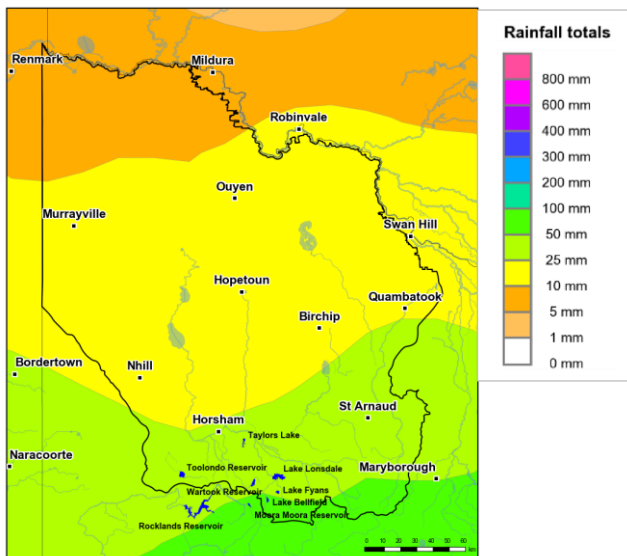 Rainfall totals
800 mm
600 mm
400 mm
300 mm
200 mm
100 mm
50 mm
25 mm
10 mm
5 mm
1 mm
0 mm
Renmark
Mildura
Robinvale
Ouyen
Murrayville
Swan Hill
Hopetoun
Quambatook
Birchip
Bordertown
Nhill
St Arnaud
Horsham
Taylors Lake
Naracoorte
Toolondo Reservoir
Lake Lonsdale
Maryborough
Wartook Reservoir
Lake Fyans
Lake Bellfield
Moora Moora Reservoir
Rocklands Reservoir
0 10 20 30 40 50 60
km